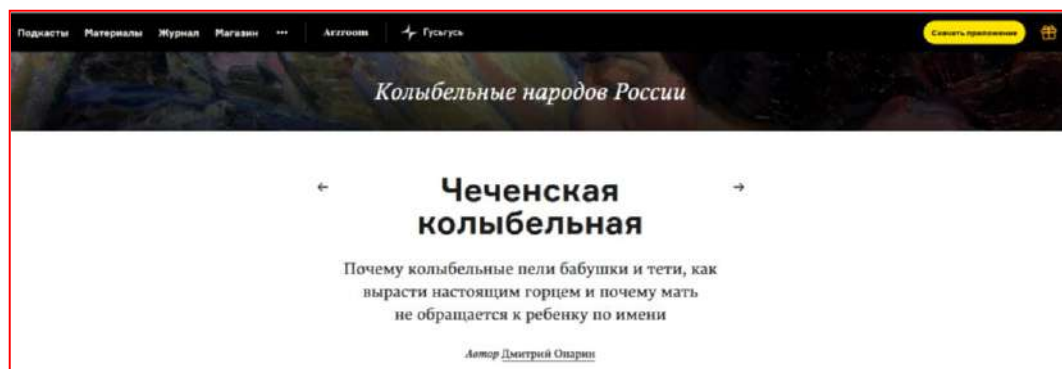 Подкасты Материалы Журнал Магазин ••• Arzroom Гусьгусь Скачать приложение
Колыбельные народов России
← Чеченская →
колыбельная
Почему колыбельные пели бабушки и тети, как
вырасти настоящим горцем и почему мать
не обращается к ребенку по имени
Автор Дмитрий Опарин